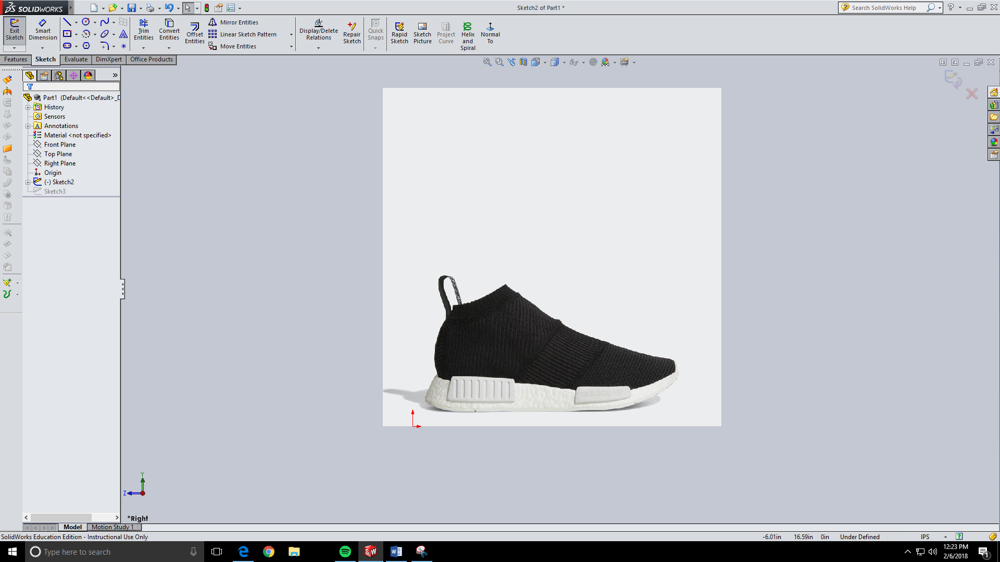 SOLIDWORKS
Sketch2 of Part1 *
Search SolidWorks Help
Exit Sketch
Smart Dimension
Trim Entities
Convert Entities
Offset Entities
Mirror Entities
Linear Sketch Pattern
Move Entities
Display/Delete Relations
Repair Sketch
Quick Snaps
Rapid Sketch
Sketch Picture
Project Curve
Helix and Spiral
Normal To
Features
Sketch
Evaluate
DimXpert
Office Products
Part1 (Default<<Default>_D
History
Sensors
Annotations
Material <not specified>
Front Plane
Top Plane
Right Plane
Origin
(-) Sketch2
Sketch3
adidas
Y
Z
*Right
Model
Motion Study 1
SolidWorks Education Edition - Instructional Use Only
-6.01in
16.59in
0in
Under Defined
IPS
Type here to search
12:23 PM
2/6/2018
1